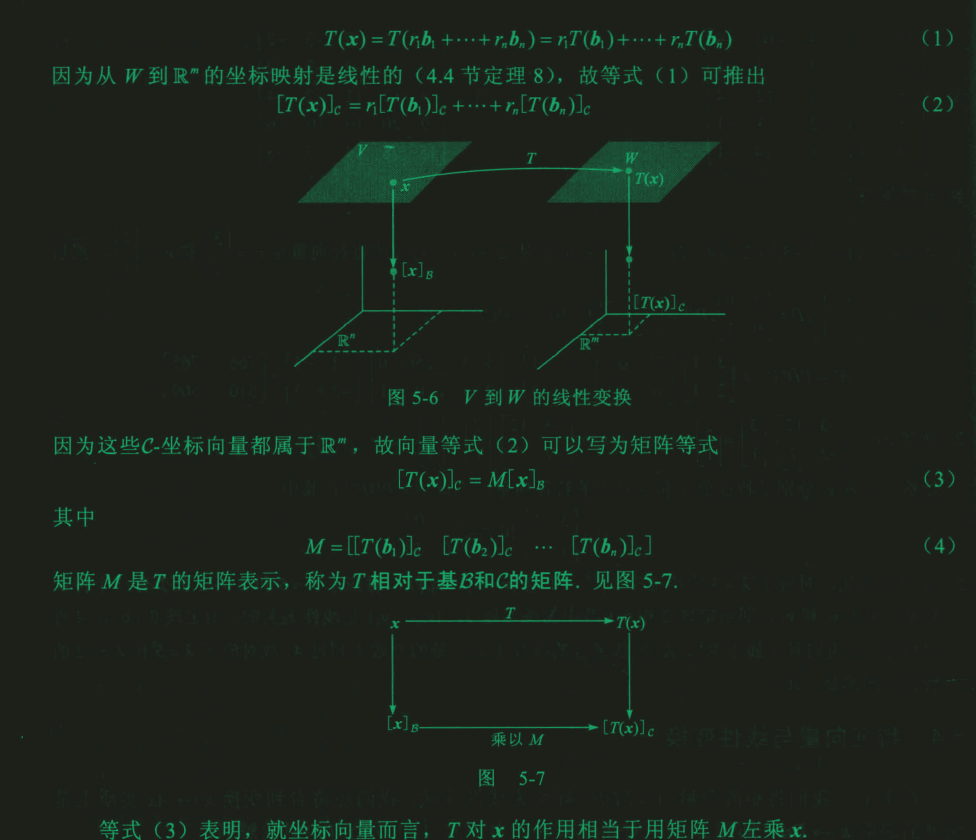 T(x) = T(r₁b₁ + ⋯ + rₙbₙ) = r₁T(b₁) + ⋯ + rₙT(bₙ) （1）
因为从 W 到 ℝᵐ 的坐标映射是线性的（4.4 节定理 8），故等式（1）可推出
[T(x)]_C = r₁[T(b₁)]_C + ⋯ + rₙ[T(bₙ)]_C （2）
V T W
x T(x)
[x]_B
[T(x)]_C
ℝⁿ ℝᵐ
图 5-6 V 到 W 的线性变换
因为这些 C-坐标向量都属于 ℝᵐ，故向量等式（2）可以写为矩阵等式
[T(x)]_C = M[x]_B （3）
其中
M = [[T(b₁)]_C [T(b₂)]_C ⋯ [T(bₙ)]_C] （4）
矩阵 M 是 T 的矩阵表示，称为 T 相对于基 B 和 C 的矩阵. 见图 5-7.
x T T(x)
[x]_B 乘以 M [T(x)]_C
图 5-7
等式（3）表明，就坐标向量而言，T 对 x 的作用相当于用矩阵 M 左乘 x.